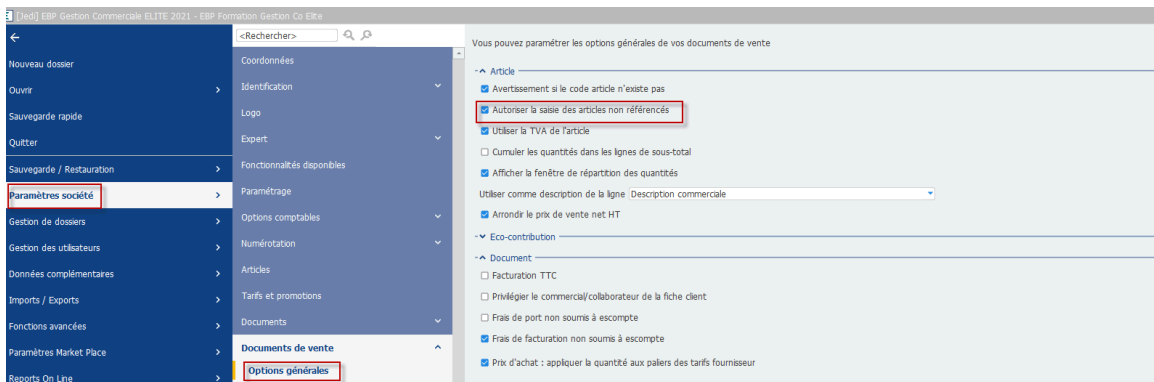 [Jedi] EBP Gestion Commerciale ELITE 2021 - EBP Formation Gestion Co Elite
Nouveau dossier
Ouvrir
Sauvegarde rapide
Quitter
Sauvegarde / Restauration
Paramètres société
Gestion de dossiers
Gestion des utilisateurs
Données complémentaires
Imports / Exports
Fonctions avancées
Paramètres Market Place
Reports On Line
<Rechercher>
Coordonnées
Identification
Logo
Expert
Fonctionnalités disponibles
Paramétrage
Options comptables
Numérotation
Articles
Tarifs et promotions
Documents
Documents de vente
Options générales
Vous pouvez paramétrer les options générales de vos documents de vente
Article
Avertissement si le code article n'existe pas
Autoriser la saisie des articles non référencés
Utiliser la TVA de l'article
Cumuler les quantités dans les lignes de sous-total
Afficher la fenêtre de répartition des quantités
Utiliser comme description de la ligne Description commerciale
Arrondir le prix de vente net HT
Eco-contribution
Document
Facturation TTC
Privilégier le commercial/collaborateur de la fiche client
Frais de port non soumis à escompte
Frais de facturation non soumis à escompte
Prix d'achat : appliquer la quantité aux paliers des tarifs fournisseur